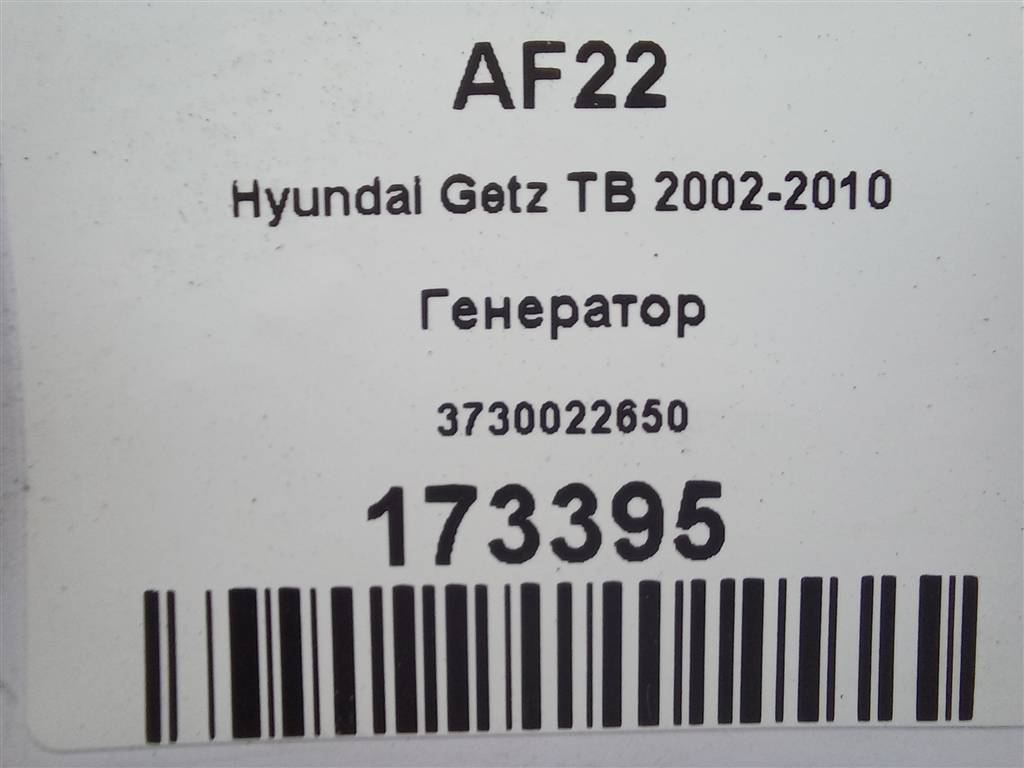 AF22
Hyundai Getz TB 2002-2010
Генератор
3730022650
173395